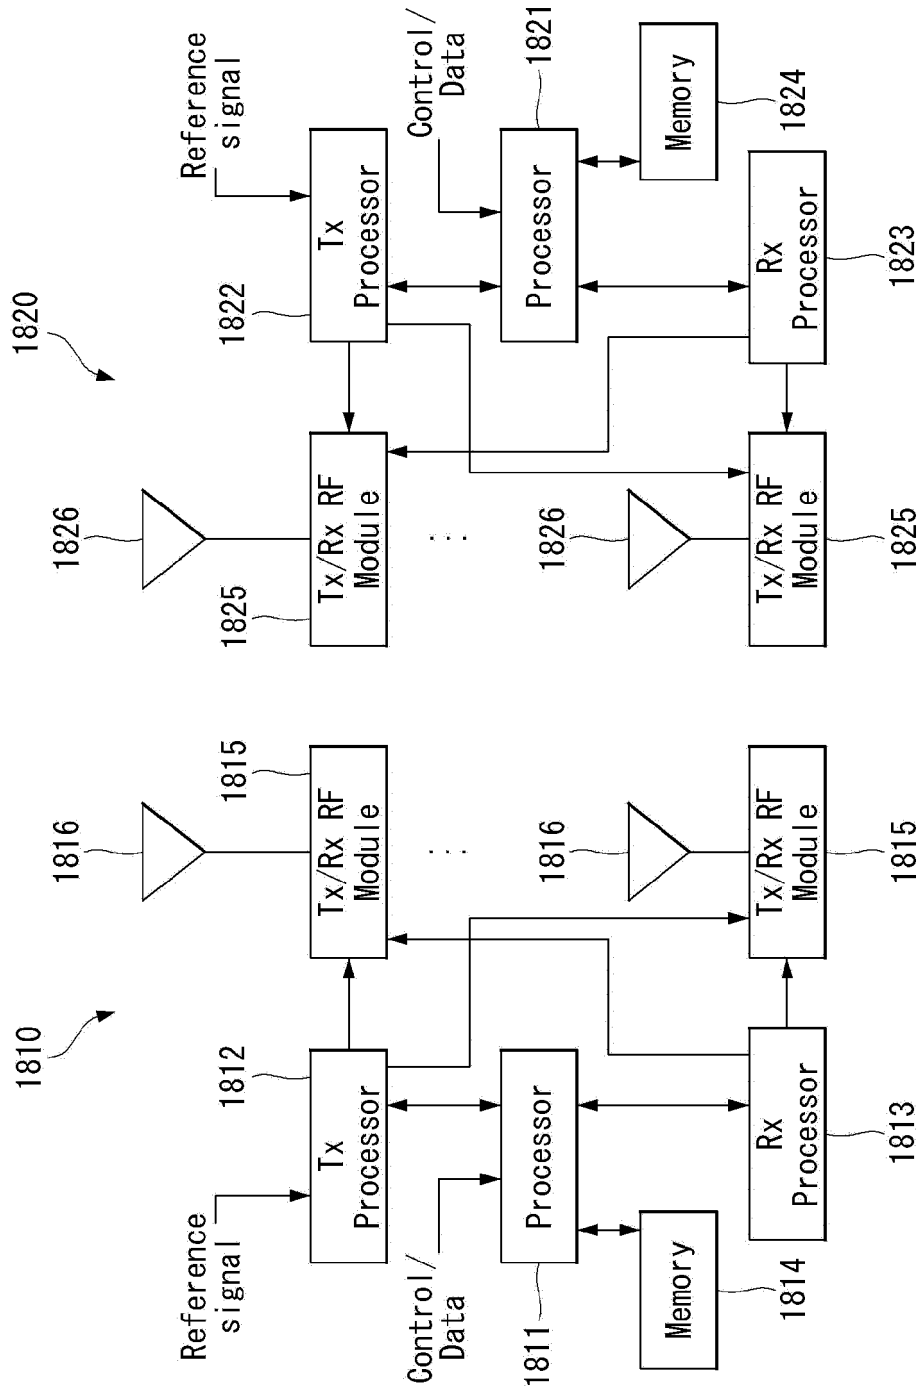 1810
1820
Reference
signal
1812
Tx
Processor
1816
1815
Tx/Rx RF
Module
1826
1825
Tx/Rx RF
Module
1822
Tx
Processor
Reference
signal
Control/
Data
Processor
1811
...
...
Control/
Data
Processor
1821
Memory
1814
1816
1826
Memory
1824
Rx
Processor
1813
Tx/Rx RF
Module
1815
Tx/Rx RF
Module
1825
Rx
Processor
1823